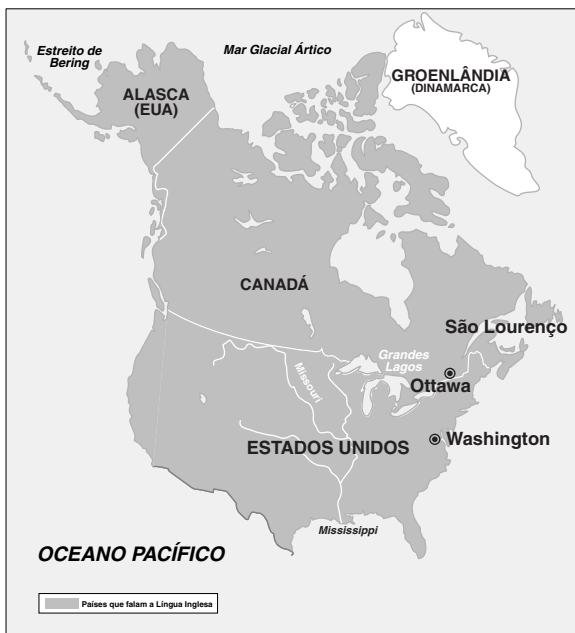 Estreito de
Bering
Mar Glacial Ártico
GROENLÂNDIA
(DINAMARCA)
ALASCA
(EUA)
CANADÁ
São Lourenço
Grandes
Lagos
Ottawa
Missouri
ESTADOS UNIDOS
Washington
Mississippi
OCEANO PACÍFICO
Países que falam a Língua Inglesa